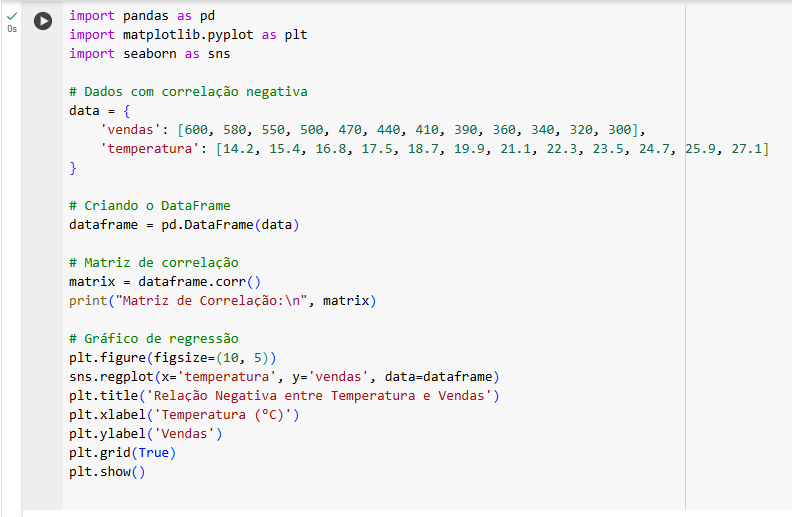 import pandas as pd
0s
import matplotlib.pyplot as plt
import seaborn as sns
# Dados com correlação negativa
data = {
    'vendas': [600, 580, 550, 500, 470, 440, 410, 390, 360, 340, 320, 300],
    'temperatura': [14.2, 15.4, 16.8, 17.5, 18.7, 19.9, 21.1, 22.3, 23.5, 24.7, 25.9, 27.1]
}
# Criando o DataFrame
dataframe = pd.DataFrame(data)
# Matriz de correlação
matrix = dataframe.corr()
print("Matriz de Correlação:\n", matrix)
# Gráfico de regressão
plt.figure(figsize=(10, 5))
sns.regplot(x='temperatura', y='vendas', data=dataframe)
plt.title('Relação Negativa entre Temperatura e Vendas')
plt.xlabel('Temperatura (ºC)')
plt.ylabel('Vendas')
plt.grid(True)
plt.show()